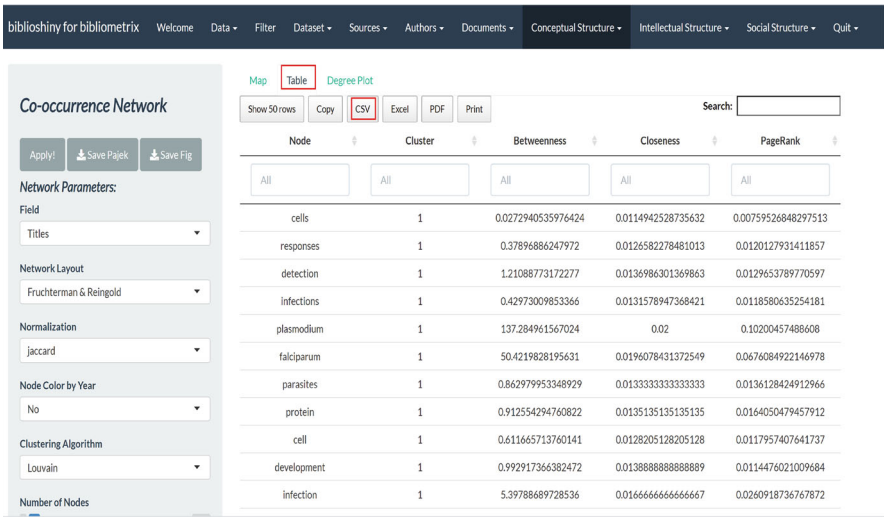 biblioshiny for bibliometrix Welcome Data Filter Dataset Sources Authors Documents Conceptual Structure Intellectual Structure Social Structure Quit
Co-occurrence Network
Apply! Save Pajek Save Fig
Network Parameters:
Field
Titles
Network Layout
Fruchterman & Reingold
Normalization
jaccard
Node Color by Year
No
Clustering Algorithm
Louvain
Number of Nodes
Map Table Degree Plot
Show 50 rows Copy CSV Excel PDF Print Search:
Node Cluster Betweenness Closeness PageRank
All All All All All
cells 1 0.0272940535976424 0.0114942528735632 0.00759526848297513
responses 1 0.37896886247972 0.0126582278481013 0.0120127931411857
detection 1 1.21088773172277 0.0136986301369863 0.0129653789770597
infections 1 0.42973009853366 0.0131578947368421 0.0118580635254181
plasmodium 1 137.284961567024 0.02 0.10200457488608
falciparum 1 50.4219828195631 0.0196078431372549 0.0676084922146978
parasites 1 0.862979953348929 0.0133333333333333 0.0136128424912966
protein 1 0.912554294760822 0.0135135135135135 0.0164050479457912
cell 1 0.611665713760141 0.0128205128205128 0.0117957407641737
development 1 0.992917366382472 0.0138888888888889 0.0114476021009684
infection 1 5.39788689728536 0.0166666666666667 0.0260918736767872